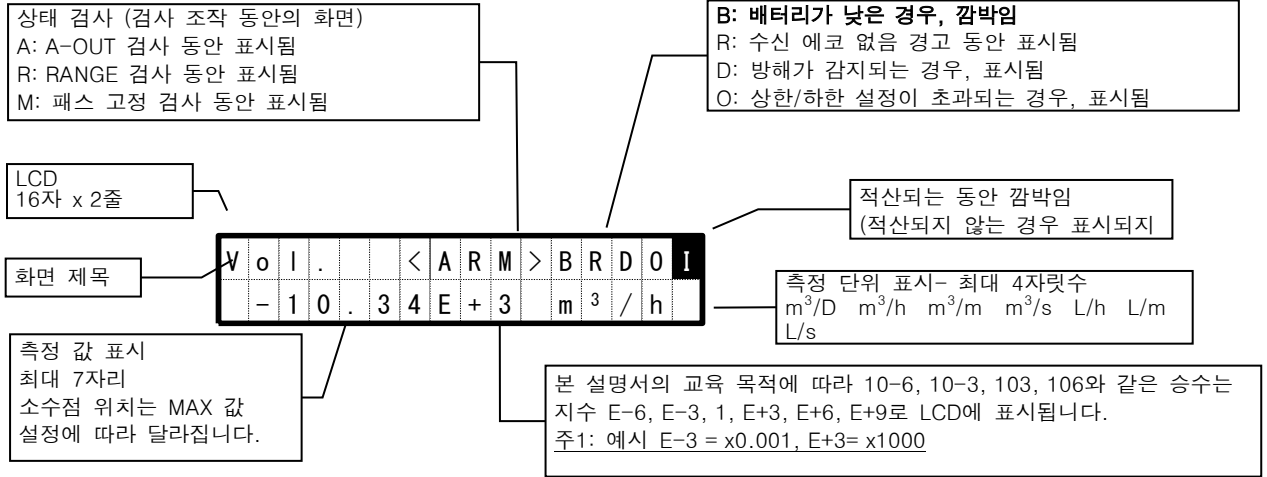 상태 검사 (검사 조작 동안의 화면)
A: A-OUT 검사 동안 표시됨
R: RANGE 검사 동안 표시됨
M: 패스 고정 검사 동안 표시됨
B: 배터리가 낮은 경우, 깜박임
R: 수신 에코 없음 경고 동안 표시됨
D: 방해가 감지되는 경우, 표시됨
O: 상한/하한 설정이 초과되는 경우, 표시됨
LCD
16자 x 2줄
적산되는 동안 깜박임
(적산되지 않는 경우 표시되지
화면 제목
Vol. <ARM>BRDOI
-10.34E+3 m³/h
측정 단위 표시- 최대 4자릿수
m³/D m³/h m³/m m³/s L/h L/m
L/s
측정 값 표시
최대 7자리
소수점 위치는 MAX 값
설정에 따라 달라집니다.
본 설명서의 교육 목적에 따라 10-6, 10-3, 103, 106와 같은 승수는
지수 E-6, E-3, 1, E+3, E+6, E+9로 LCD에 표시됩니다.
주1: 예시 E-3 = x0.001, E+3= x1000